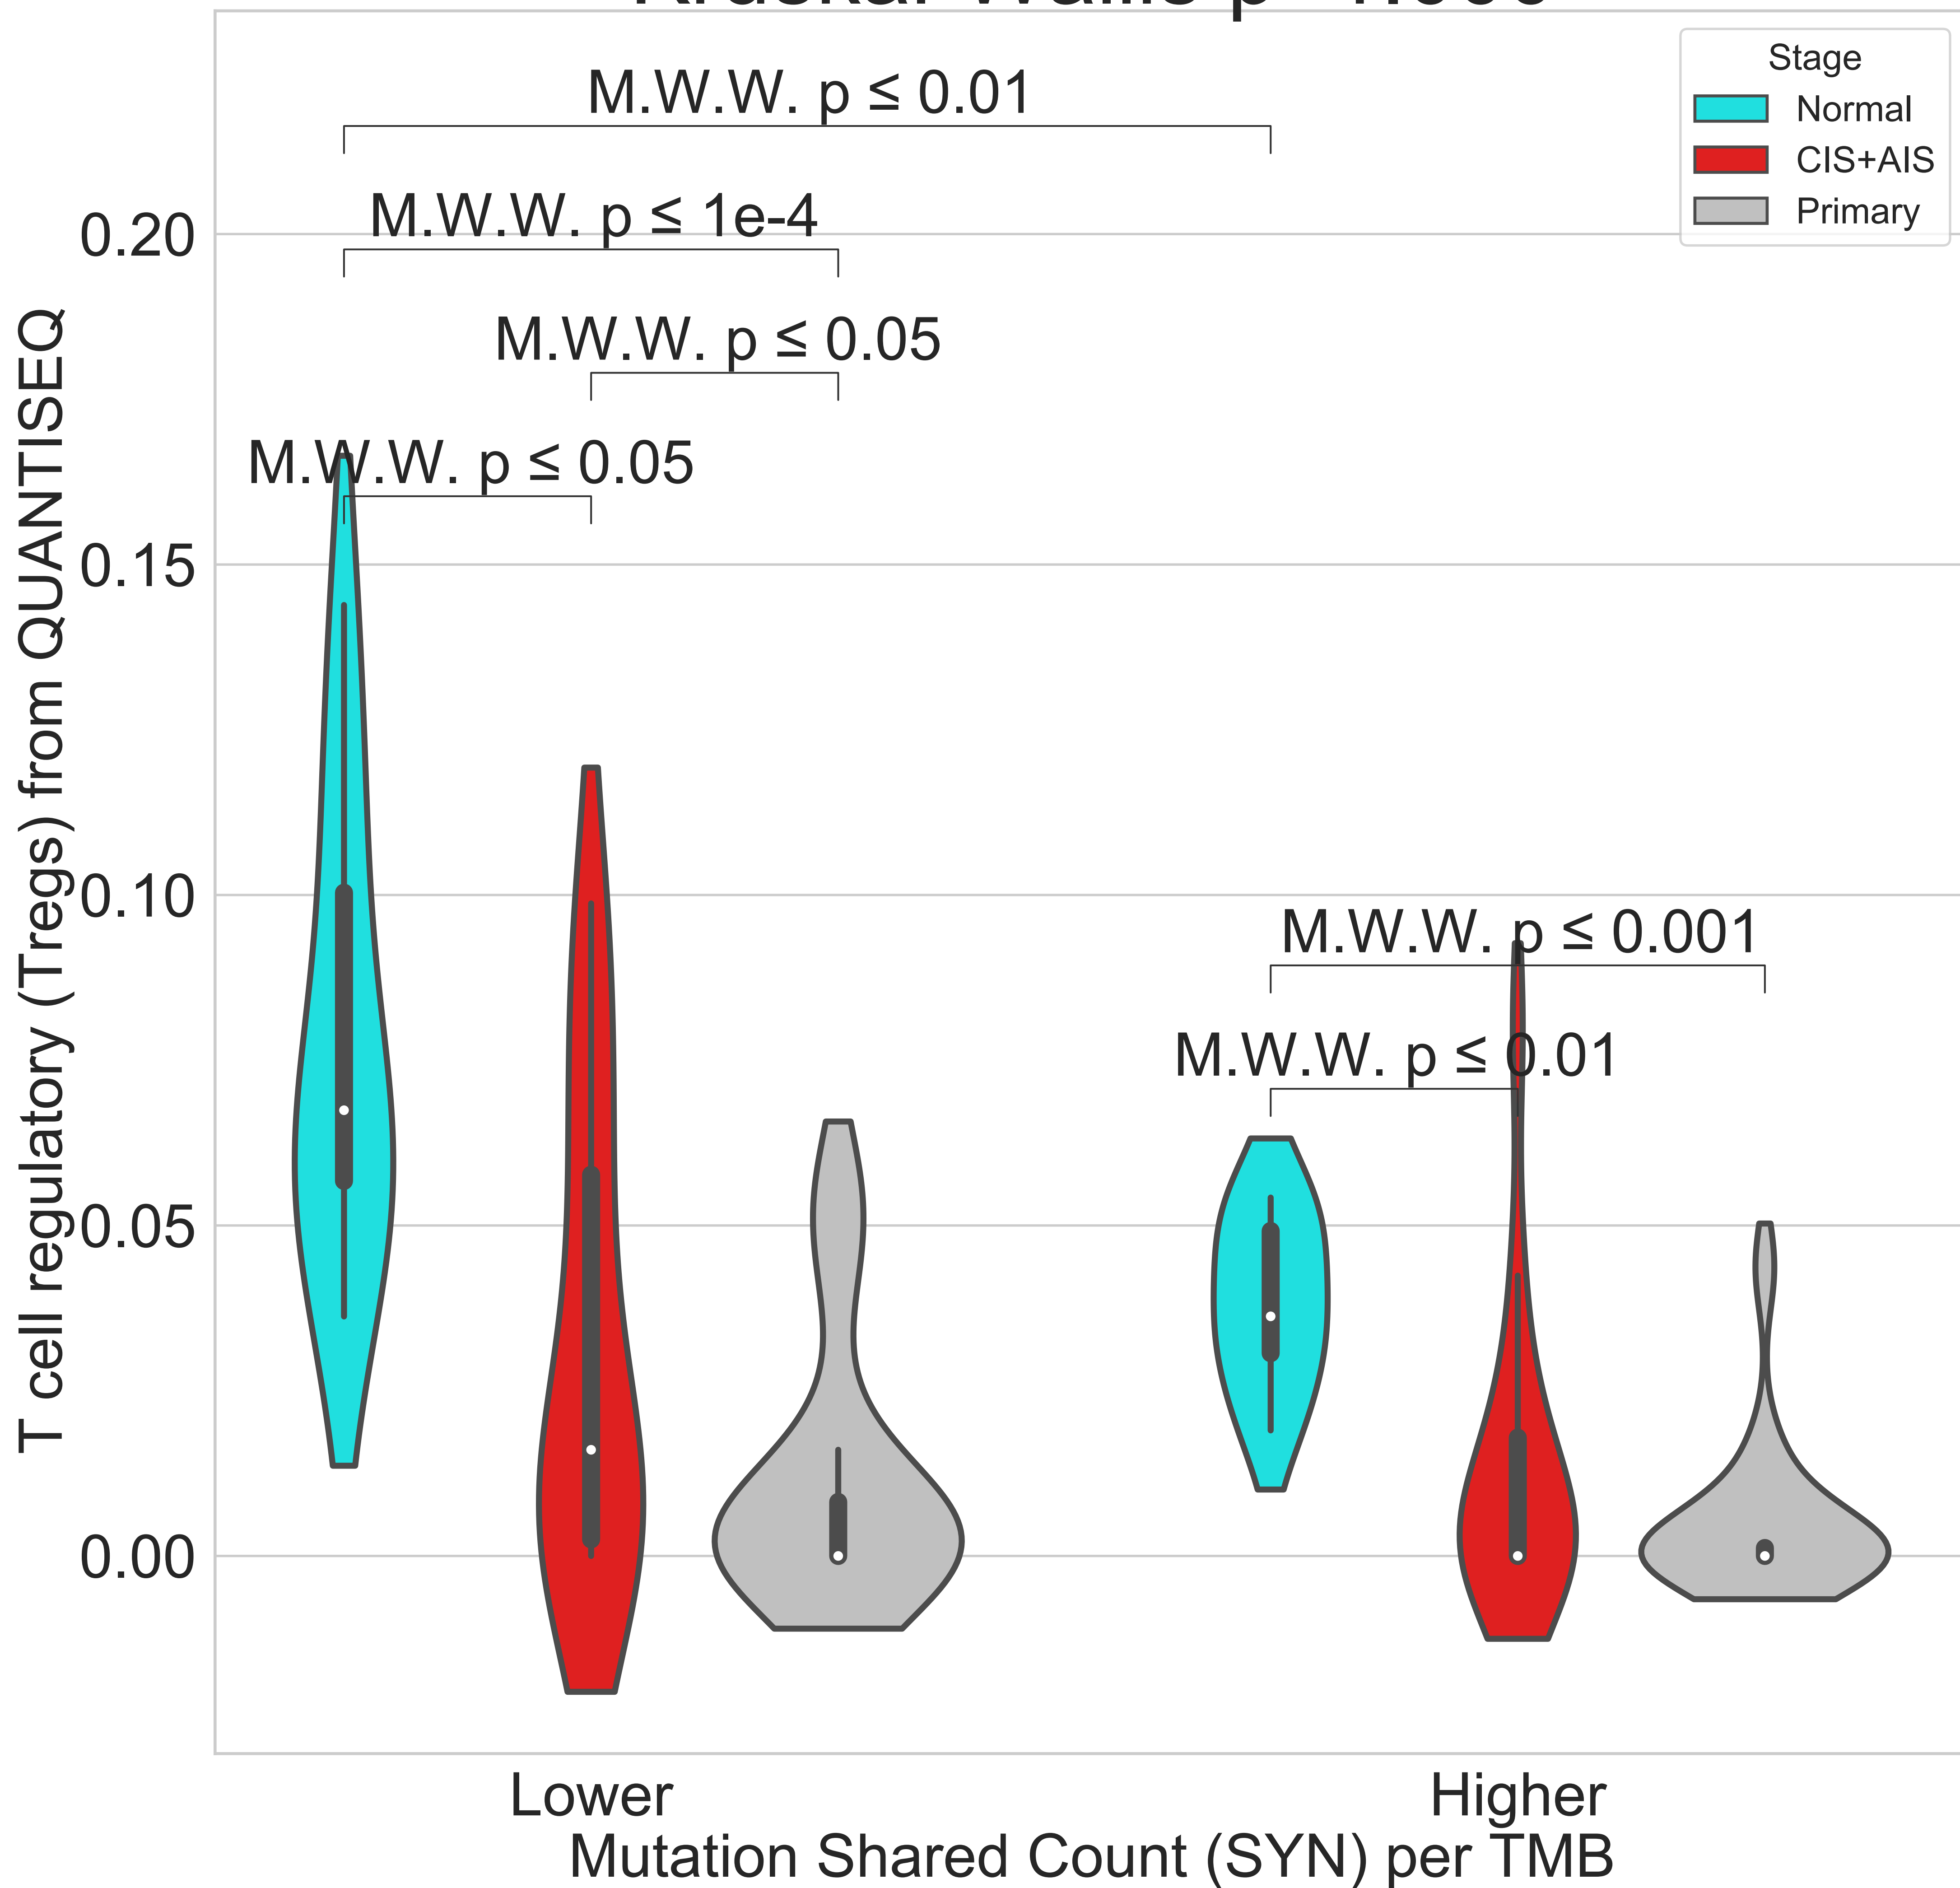 M.W.W. p ≤ 0.01
M.W.W. p ≤ 1e-4
M.W.W. p ≤ 0.05
M.W.W. p ≤ 0.05
M.W.W. p ≤ 0.001
M.W.W. p ≤ 0.01
Stage
Normal
CIS+AIS
Primary
T cell regulatory (Tregs) from QUANTISEQ
0.20
0.15
0.10
0.05
0.00
Lower
Higher
Mutation Shared Count (SYN) per TMB